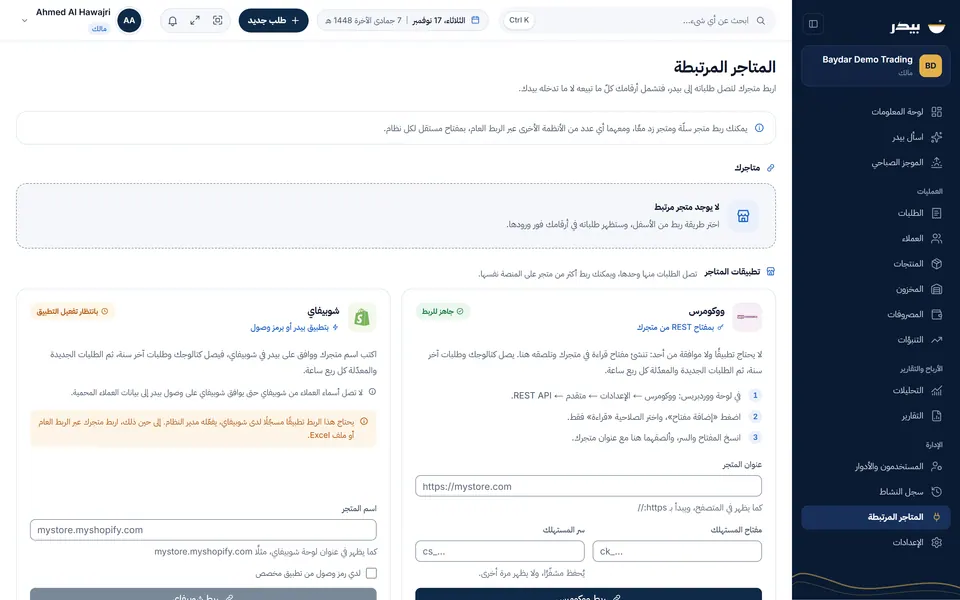 بيدر
BD
Baydar Demo Trading
مالك
لوحة المعلومات
اسأل بيدر
الموجز الصباحي
العمليات
الطلبات
العملاء
المنتجات
المخزون
المصروفات
التنبؤات
الأرباح والتقارير
التحليلات
التقارير
الإدارة
المستخدمون والأدوار
سجل النشاط
المتاجر المرتبطة
الإعدادات
ابحث عن أي شيء...
Ctrl K
الثلاثاء، 17 نوفمبر | 7 جمادى الآخرة 1448 هـ
طلب جديد
AA
Ahmed Al Hawajri
مالك
المتاجر المرتبطة
اربط متجرك لتصل طلباته إلى بيدر، فتشمل أرقامك كلّ ما تبيعه لا ما تدخله بيدك.
يمكنك ربط متجر سلّة ومتجر زد معًا، ومعهما أي عدد من الأنظمة الأخرى عبر الربط العام، بمفتاح مستقل لكل نظام.
متاجرك
لا يوجد متجر مرتبط
اختر طريقة ربط من الأسفل، وستظهر طلباته في أرقامك فور ورودها.
تطبيقات المتاجر
تصل الطلبات منها وحدها، ويمكنك ربط أكثر من متجر على المنصة نفسها.
ووكومرس
جاهز للربط
بمفتاح REST من متجرك
لا يحتاج تطبيقًا ولا موافقة من أحد: تنشئ مفتاح قراءة في متجرك وتلصقه هنا. يصل كتالوجك وطلبات آخر
سنة، ثم الطلبات الجديدة والمعدّلة كل ربع ساعة.
1 في لوحة ووردبريس: ووكومرس ← الإعدادات ← متقدم ← REST API.
2 اضغط «إضافة مفتاح»، واختر الصلاحية «قراءة» فقط.
3 انسخ المفتاح والسر، وألصقهما هنا مع عنوان متجرك.
عنوان المتجر
https://mystore.com
كما يظهر في المتصفح، ويبدأ بـ https://
مفتاح المستهلك
ck_...
سر المستهلك
cs_...
يُحفظ مشفّرًا، ولا يظهر مرة أخرى.
ربط ووكومرس
شوبيفاي
بانتظار تفعيل التطبيق
بتطبيق بيدر أو برمز وصول
اكتب اسم متجرك ووافق على بيدر في شوبيفاي، فيصل كتالوجك وطلبات آخر سنة، ثم الطلبات الجديدة
والمعدّلة كل ربع ساعة.
لا تصل أسماء العملاء من شوبيفاي حتى يوافق شوبيفاي على وصول بيدر إلى بيانات العملاء المحمية.
يحتاج هذا الربط تطبيقًا مسجّلًا لدى شوبيفاي، يفعّله مدير النظام. إلى حين ذلك، اربط متجرك عبر الربط العام
أو ملف Excel.
اسم المتجر
mystore.myshopify.com
كما يظهر في عنوان لوحة شوبيفاي، مثلًا mystore.myshopify.com
لدي رمز وصول من تطبيق مخصص
ربط شوبيفاي